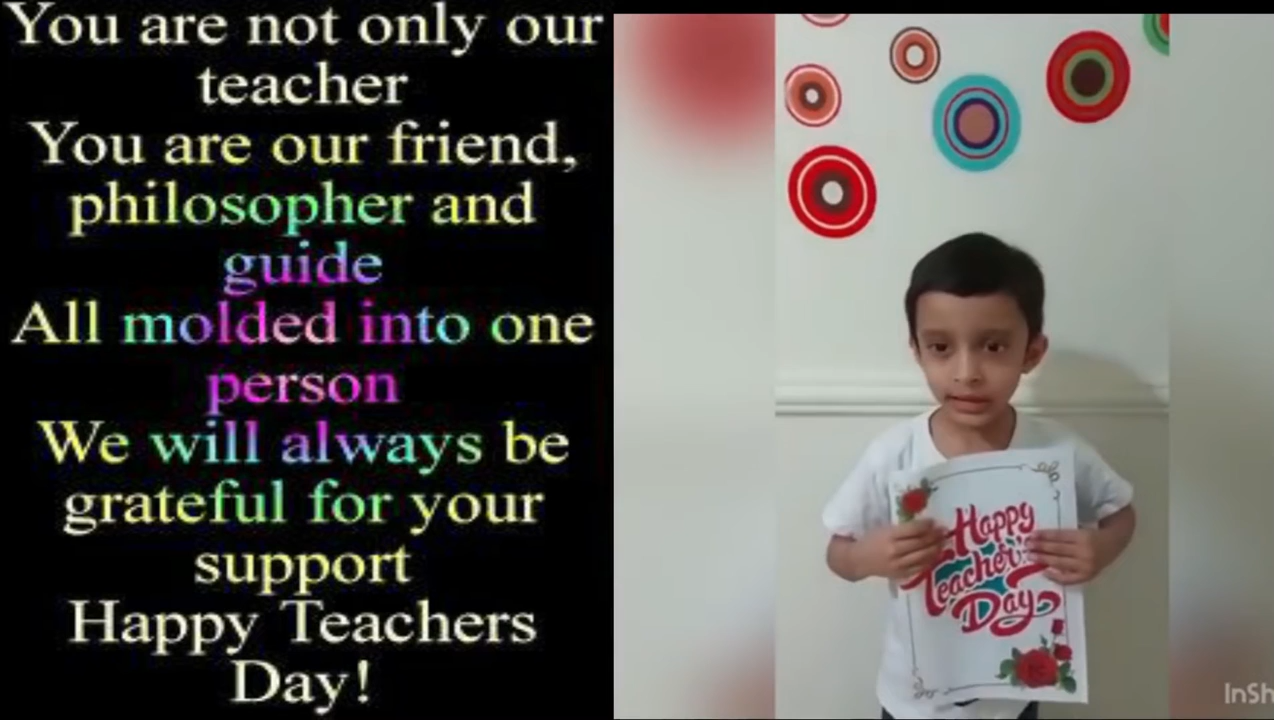 You are not only our
teacher
You are our friend,
philosopher and
guide
All molded into one
person
We will always be
grateful for your
support
Happy Teachers
Day!
Happy
Teacher's
Day
InSh